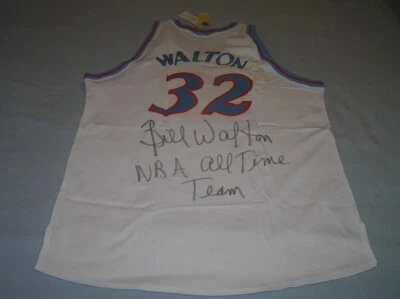 WALTON
32
Bill Walton
NBA All Time
Team